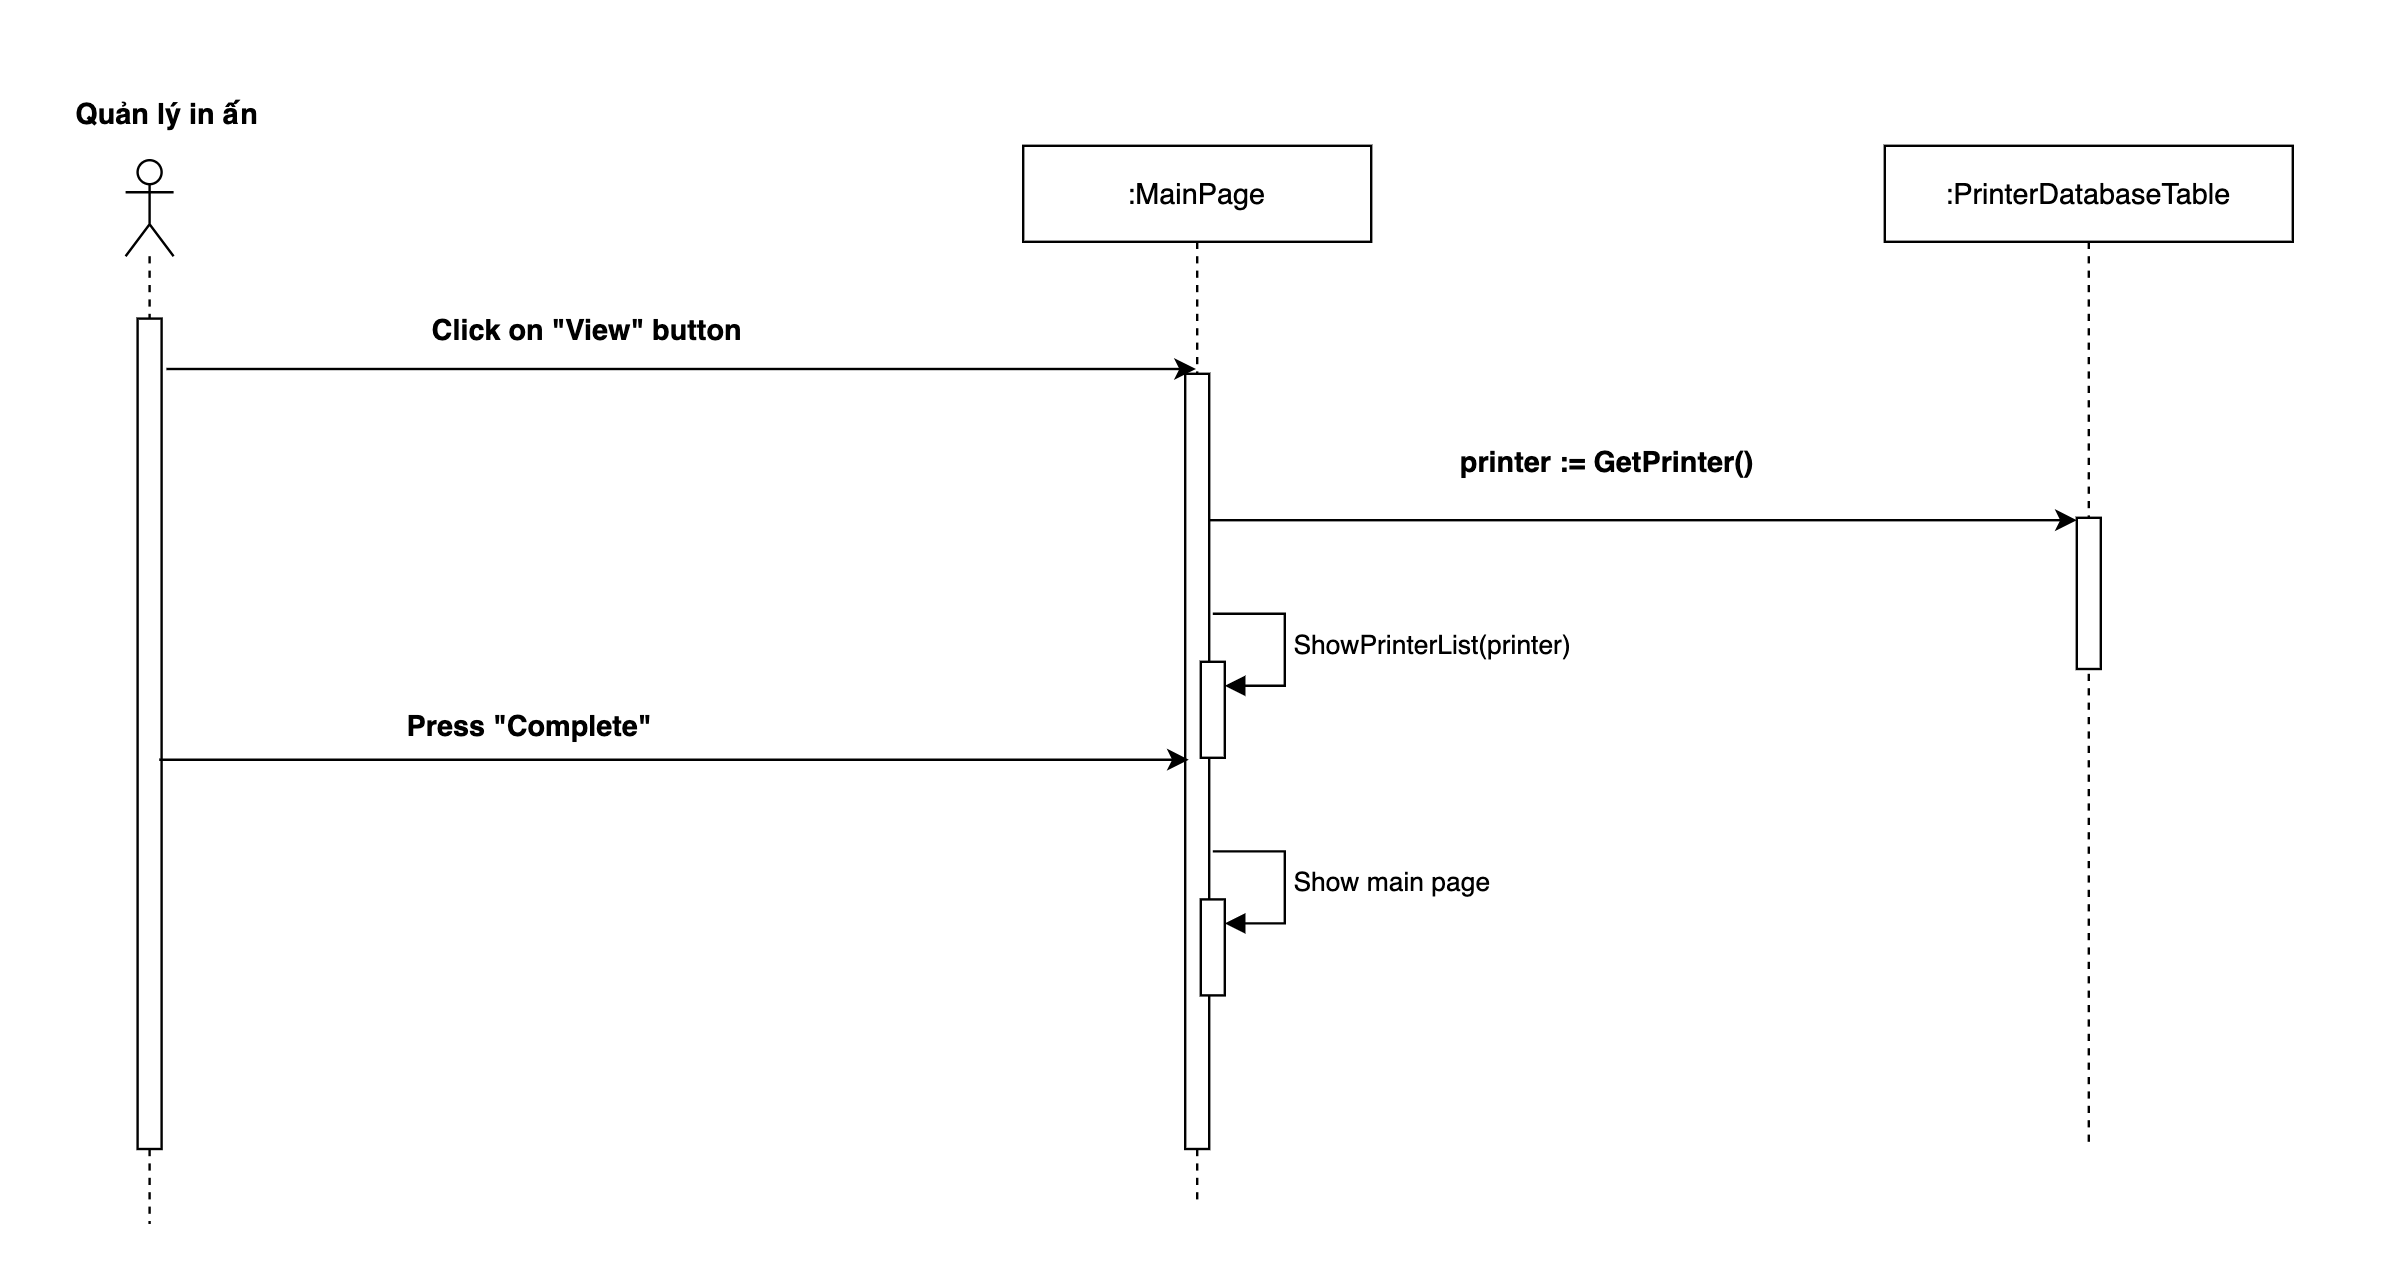 Quản lý in ấn
:MainPage
:PrinterDatabaseTable
Click on "View" button
printer := GetPrinter()
ShowPrinterList(printer)
Press "Complete"
Show main page